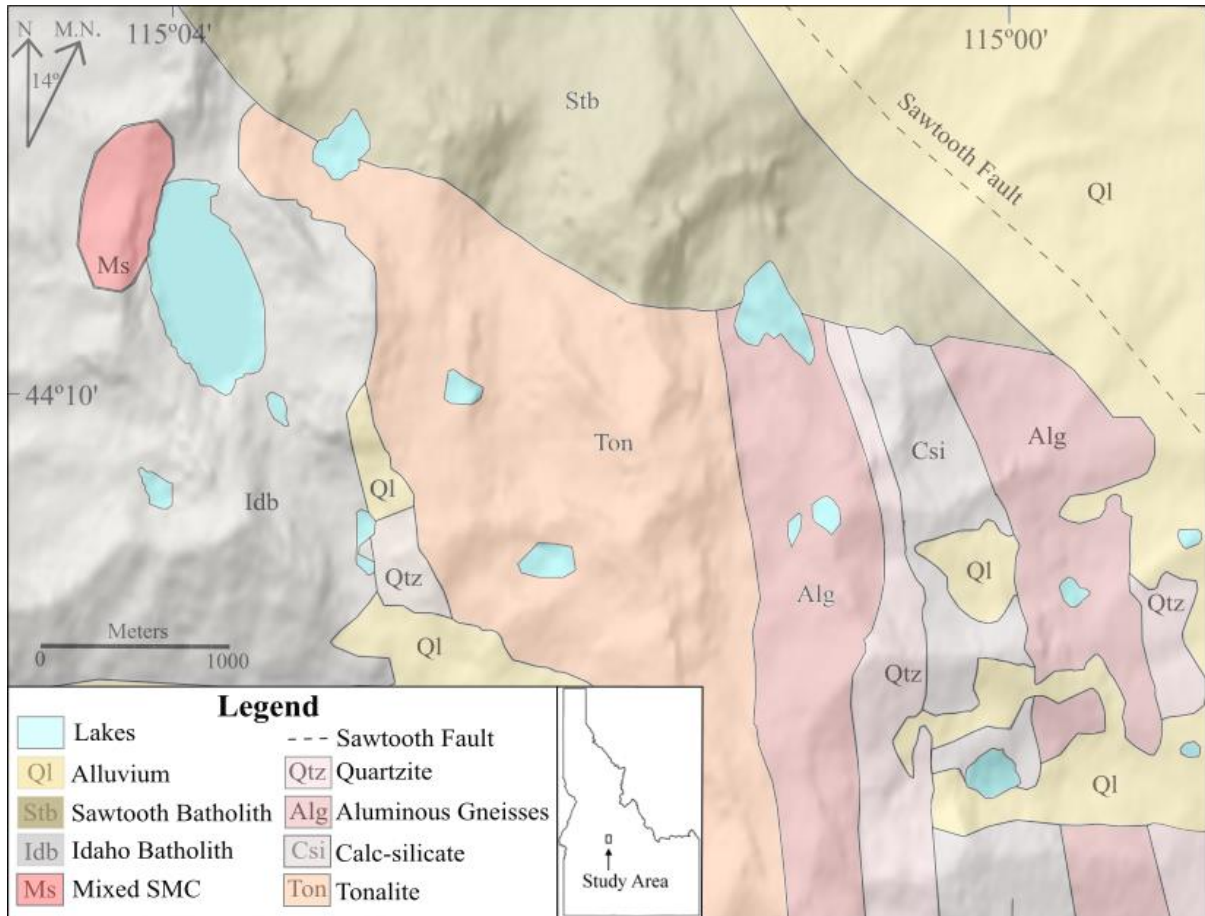 N M.N.
14º
115º04'
115º00'
Stb
Sawtooth Fault
Ql
Ms
44º10'
Ton
Csi
Alg
Ql
Idb
Qtz
Ql
Alg
Qtz
Meters
0 1000
Ql
Qtz
Ql
Legend
Lakes
Sawtooth Fault
Ql Alluvium
Qtz Quartzite
Stb Sawtooth Batholith
Alg Aluminous Gneisses
Idb Idaho Batholith
Csi Calc-silicate
Ms Mixed SMC
Ton Tonalite
Study Area